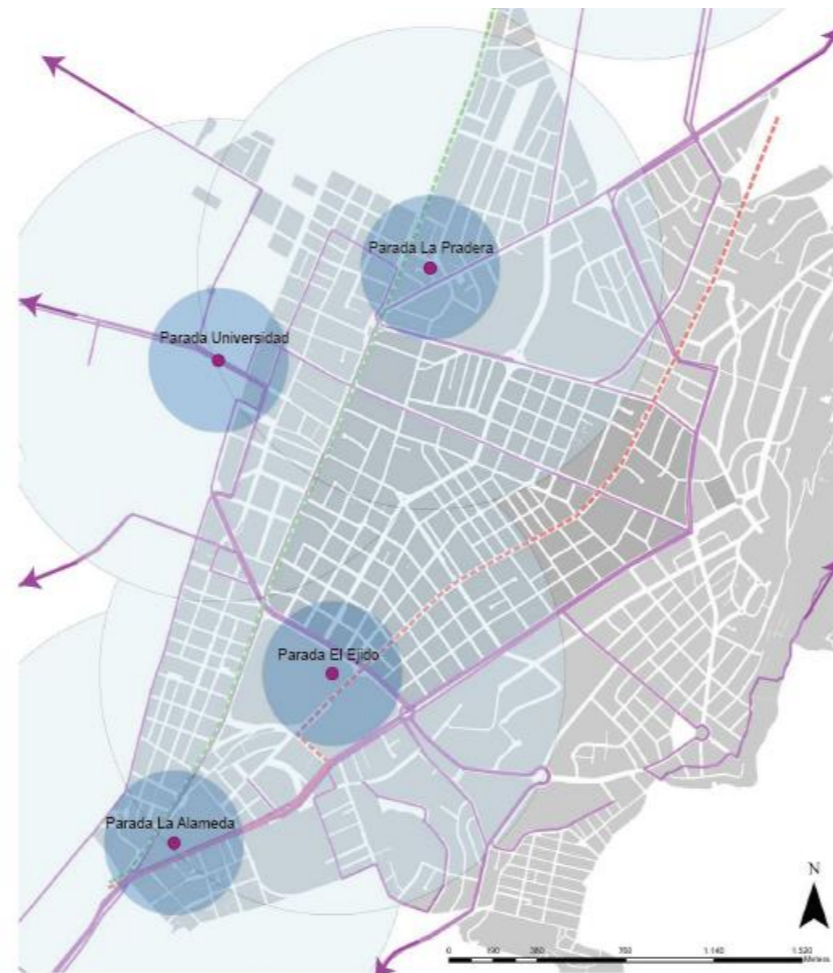 Parada La Pradera
Parada Universidad
Parada El Ejido
Parada La Alameda
N
0 190 380 760 1.140 1.520
Meters